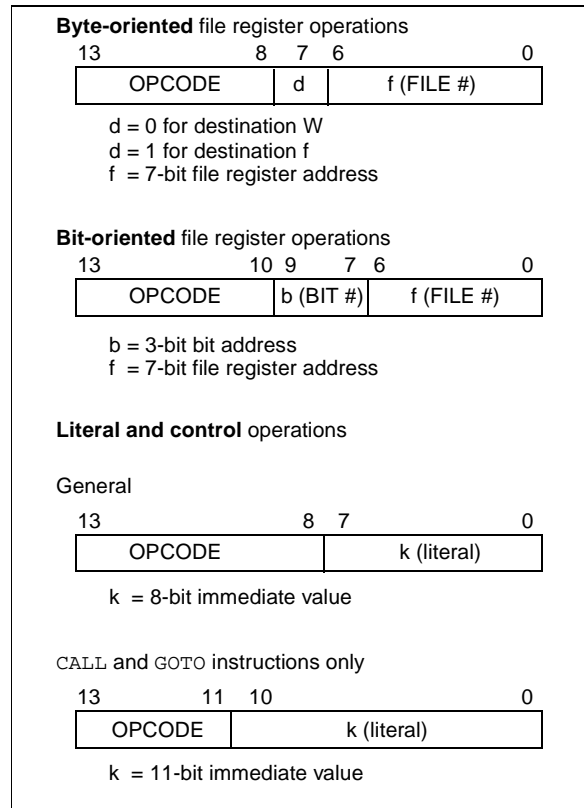 Byte-oriented file register operations
13 8 7 6 0
OPCODE d f (FILE #)
d = 0 for destination W
d = 1 for destination f
f = 7-bit file register address
Bit-oriented file register operations
13 10 9 7 6 0
OPCODE b (BIT #) f (FILE #)
b = 3-bit bit address
f = 7-bit file register address
Literal and control operations
General
13 8 7 0
OPCODE k (literal)
k = 8-bit immediate value
CALL and GOTO instructions only
13 11 10 0
OPCODE k (literal)
k = 11-bit immediate value